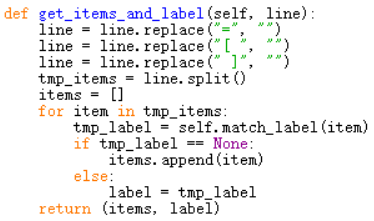 def get_items_and_label(self, line):
    line = line.replace("=", "")
    line = line.replace("[ ", "")
    line = line.replace(" ]", "")
    tmp_items = line.split()
    items = []
    for item in tmp_items:
        tmp_label = self.match_label(item)
        if tmp_label == None:
            items.append(item)
        else:
            label = tmp_label
    return (items, label)